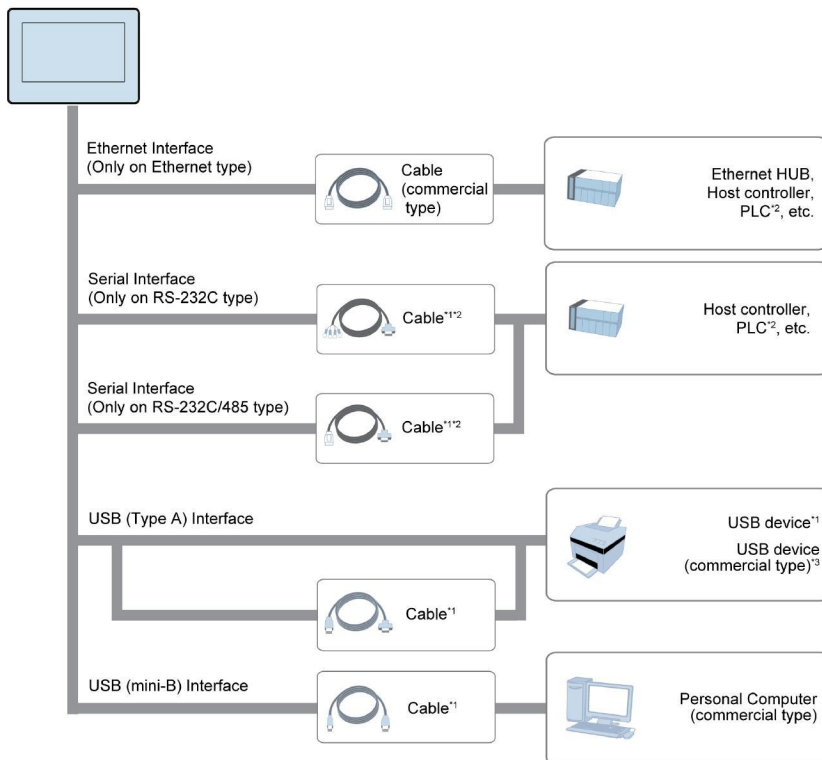 Ethernet Interface
(Only on Ethernet type)
Cable
(commercial
type)
Ethernet HUB,
Host controller,
PLC*2, etc.
Serial Interface
(Only on RS-232C type)
Cable*1*2
Host controller,
PLC*2, etc.
Serial Interface
(Only on RS-232C/485 type)
Cable*1*2
USB (Type A) Interface
USB device*1
USB device
(commercial type)*3
Cable*1
USB (mini-B) Interface
Cable*1
Personal Computer
(commercial type)